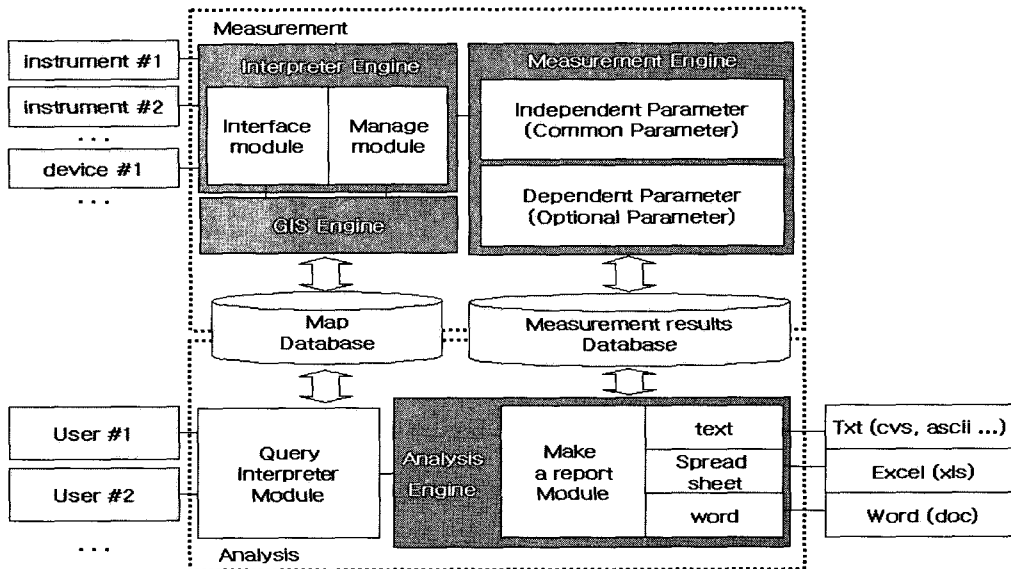 Measurement
instrument #1
instrument #2
...
device #1
...
Interpreter Engine
Interface
module
Manage
module
GIS Engine
Measurement Engine
Independent Parameter
(Common Parameter)
Dependent Parameter
(Optional Parameter)
Map
Database
Measurement results
Database
User #1
User #2
...
Query
Interpreter
Module
Analysis
Engine
Make
a report
Module
text
Spread
sheet
word
Txt (cvs, ascii ...)
Excel (xls)
Word (doc)
Analysis